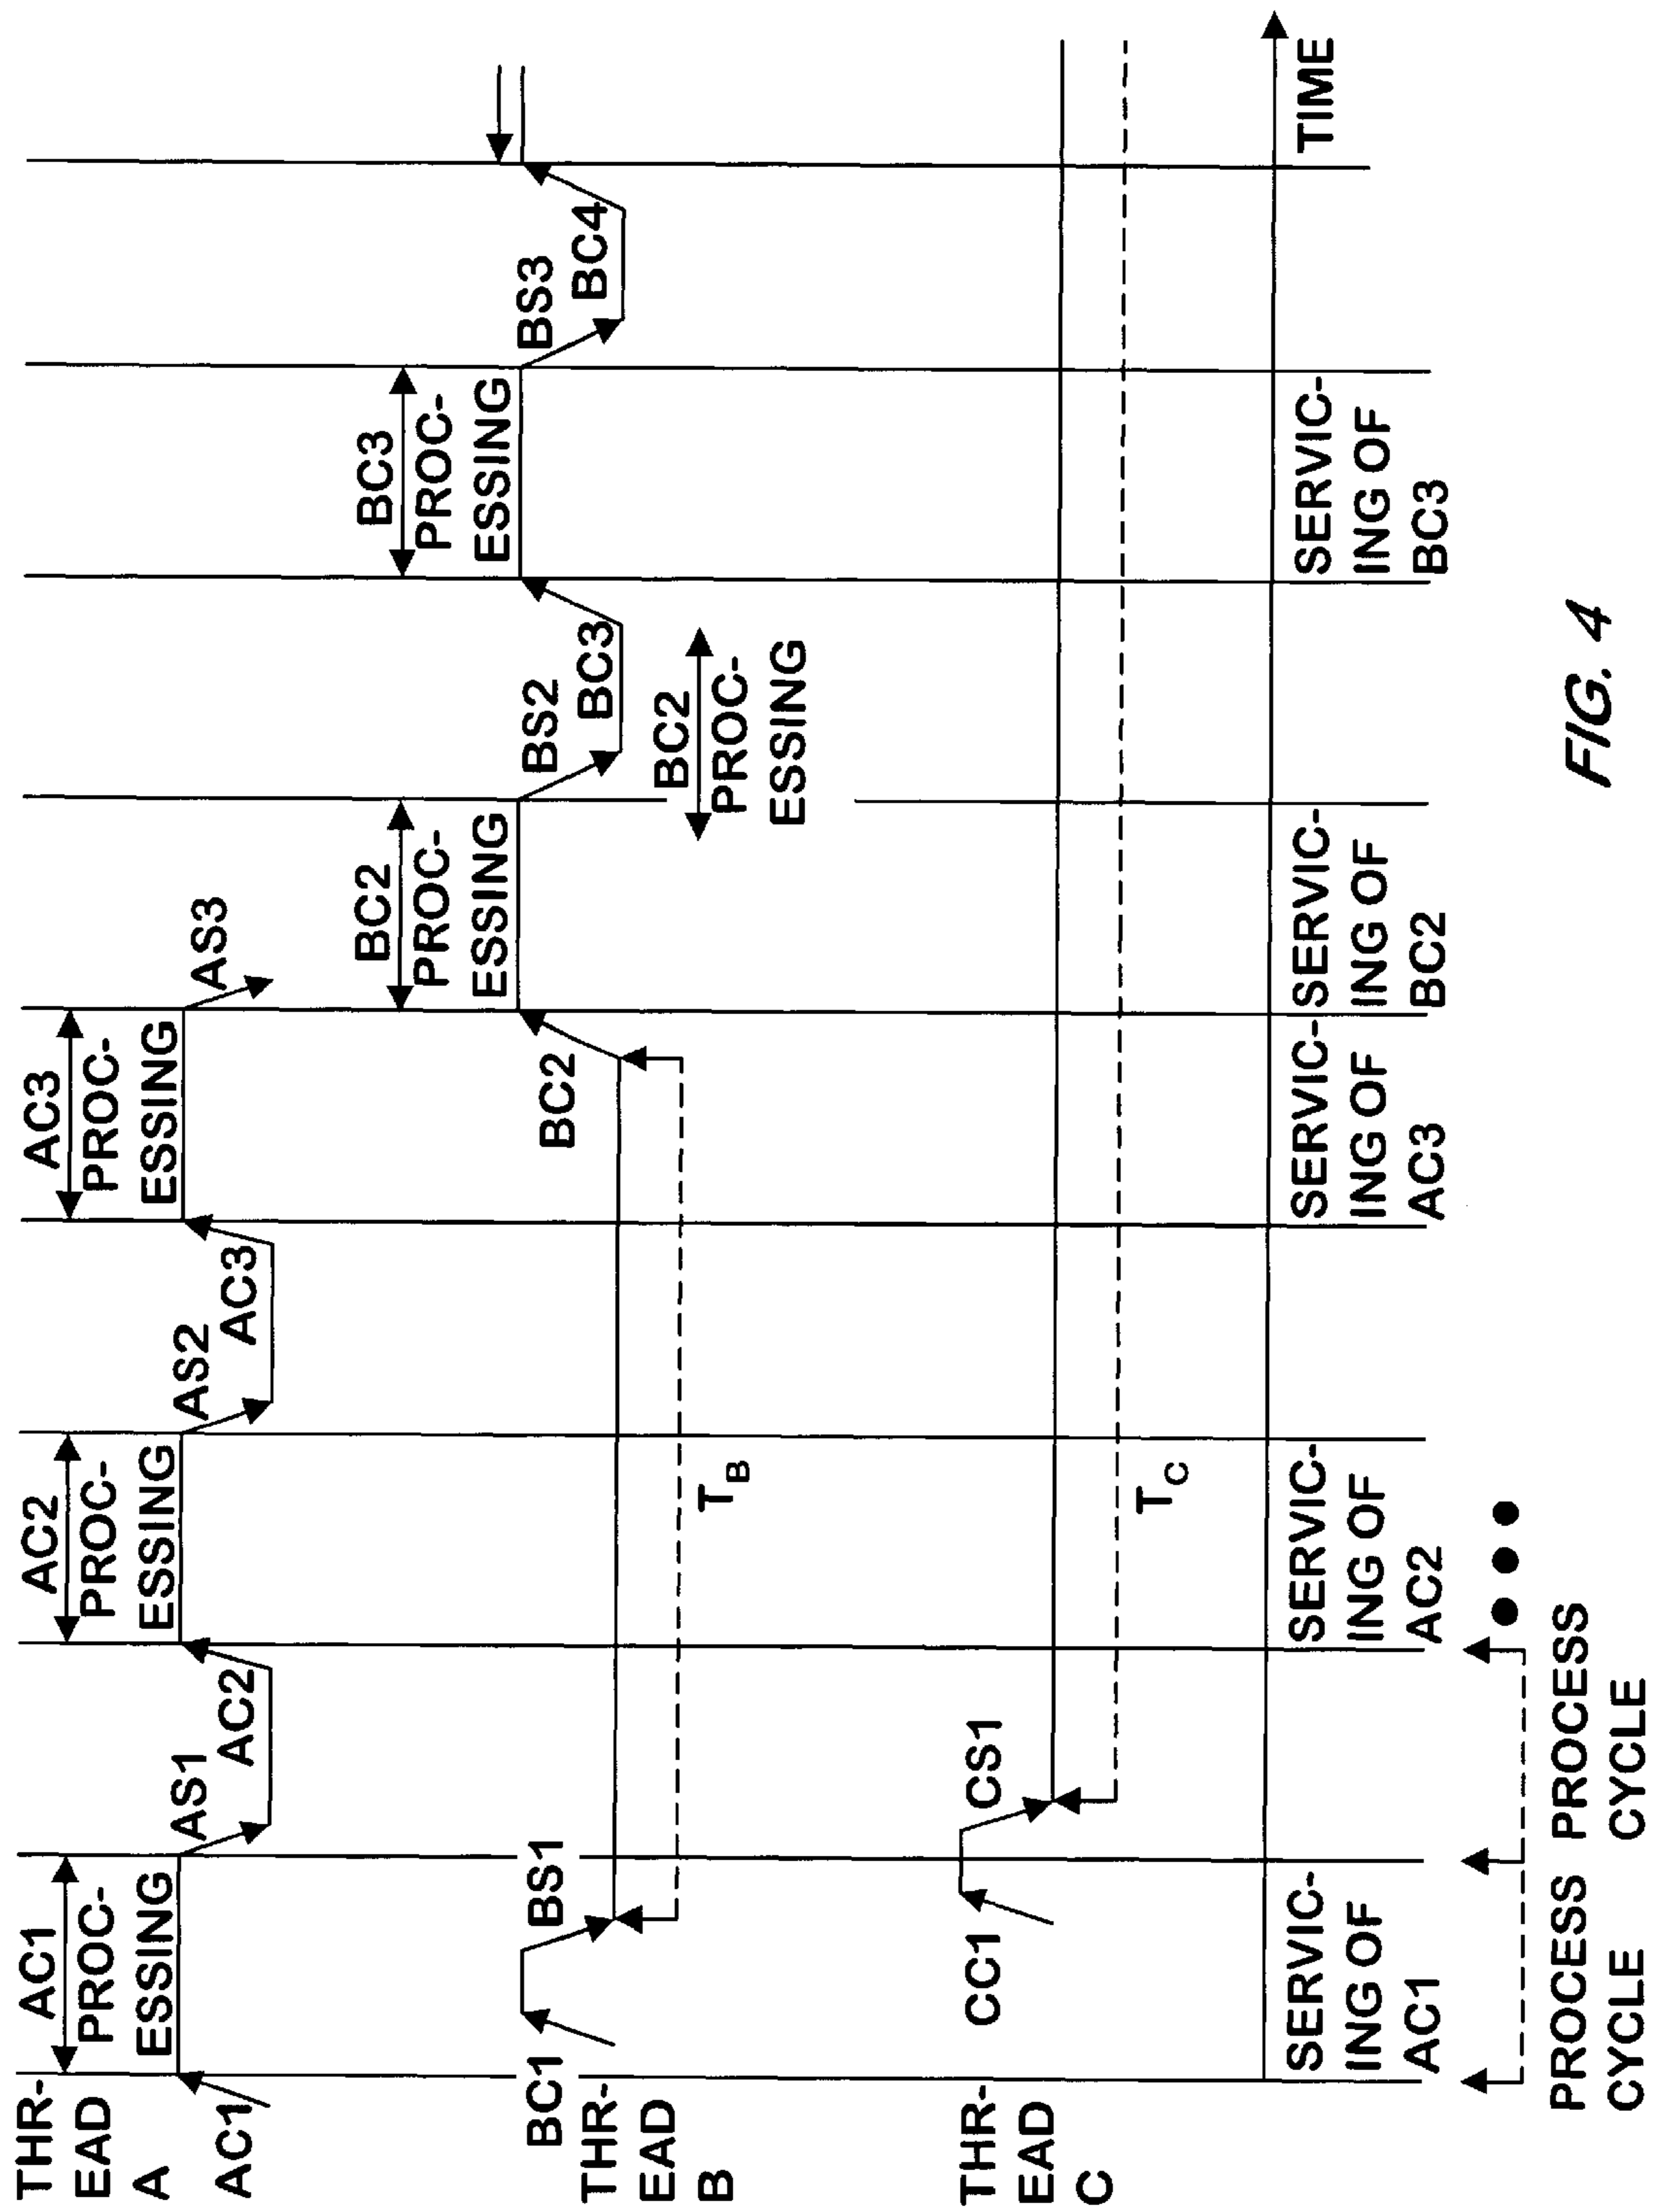 THR-
EAD
A
AC1
AC1
PROC-
ESSING
AS1
AC2
AC2
PROC-
ESSING
AS2
AC3
AC3
PROC-
ESSING
AS3
THR-
EAD
B
BC1
BS1
T_B
BC2
BC2
PROC-
ESSING
BS2
BC3
BC2
PROC-
ESSING
BC3
PROC-
ESSING
BS3
BC4
THR-
EAD
C
CC1
CS1
T_C
TIME
SERVIC-
ING OF
AC1
SERVIC-
ING OF
AC2
SERVIC-
ING OF
AC3
SERVIC-
ING OF
BC2
SERVIC-
ING OF
BC3
PROCESS
CYCLE
PROCESS
CYCLE
FIG. 4